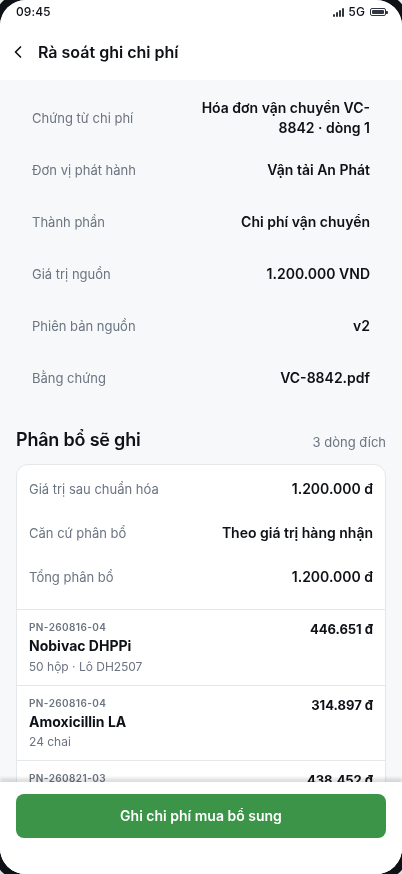 09:45
5G
Rà soát ghi chi phí
Chứng từ chi phí
Hóa đơn vận chuyển VC-
8842 · dòng 1
Đơn vị phát hành
Vận tải An Phát
Thành phần
Chi phí vận chuyển
Giá trị nguồn
1.200.000 VND
Phiên bản nguồn
v2
Bằng chứng
VC-8842.pdf
Phân bổ sẽ ghi
3 dòng đích
Giá trị sau chuẩn hóa
1.200.000 đ
Căn cứ phân bổ
Theo giá trị hàng nhận
Tổng phân bổ
1.200.000 đ
PN-260816-04
446.651 đ
Nobivac DHPPi
50 hộp · Lô DH2507
PN-260816-04
314.897 đ
Amoxicillin LA
24 chai
PN-260821-03
438.452 đ
Ghi chi phí mua bổ sung